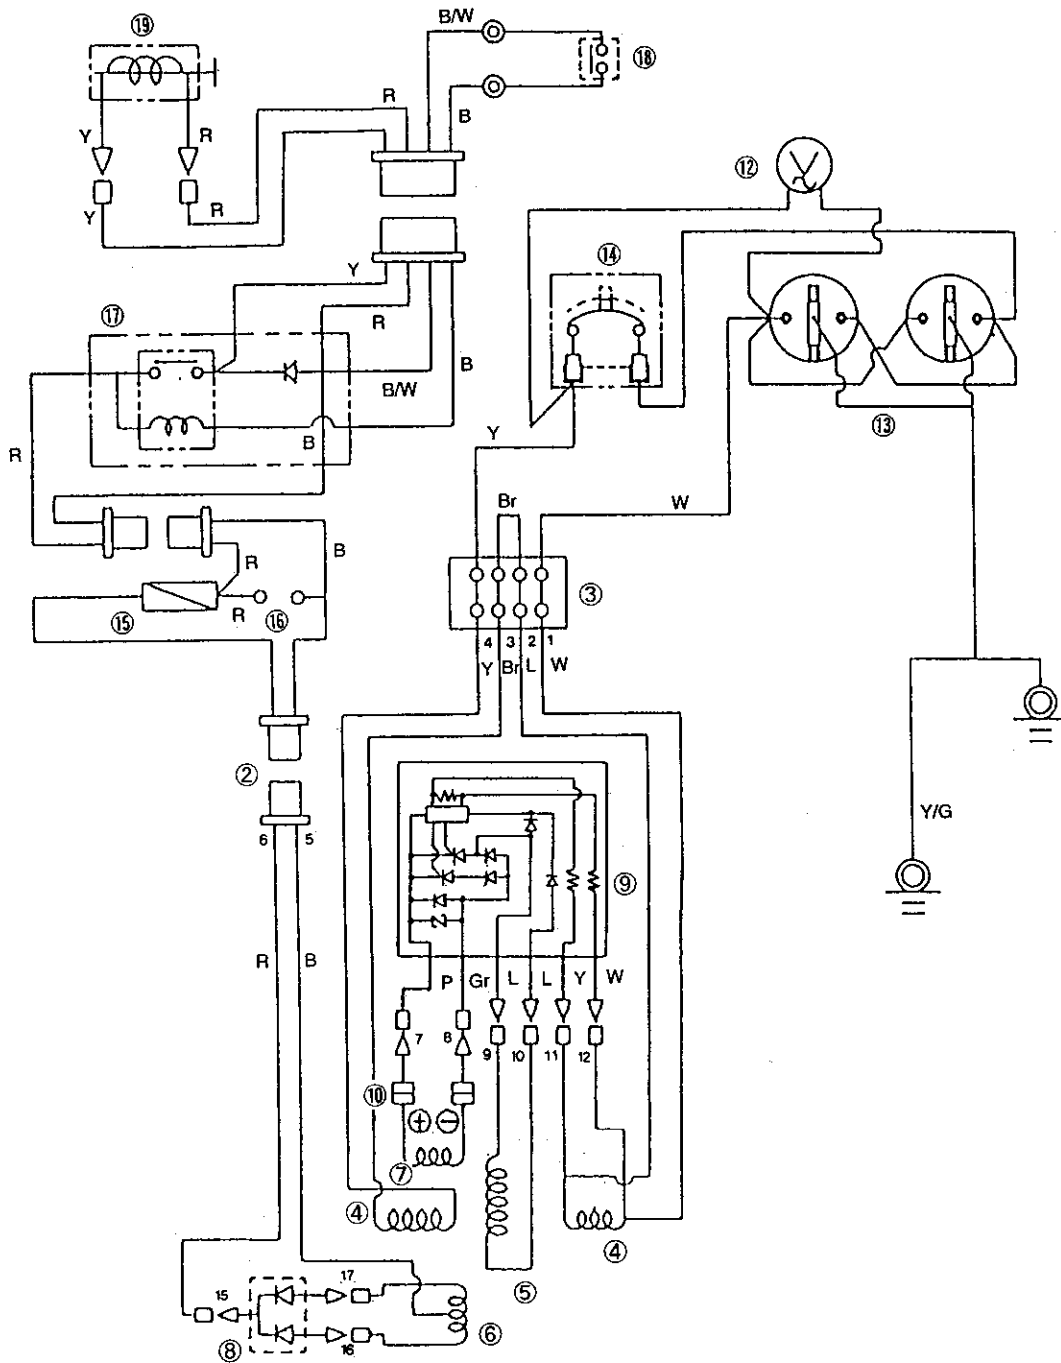 ⑲
B/W
⑱
R
B
Y
R
Y
R
⑫
Y
⑭
⑰
R
B
B/W
B
R
Y
⑬
Br
W
R
B
③
⑮
R
⑯
4 3 2 1
Y Br L W
②
6 5
Y/G
⑨
R B
P Gr L L Y W
7 8
9 10 11 12
⑩
⊕ ⊖
⑦
④
④
⑤
17
15
⑥
⑧
16